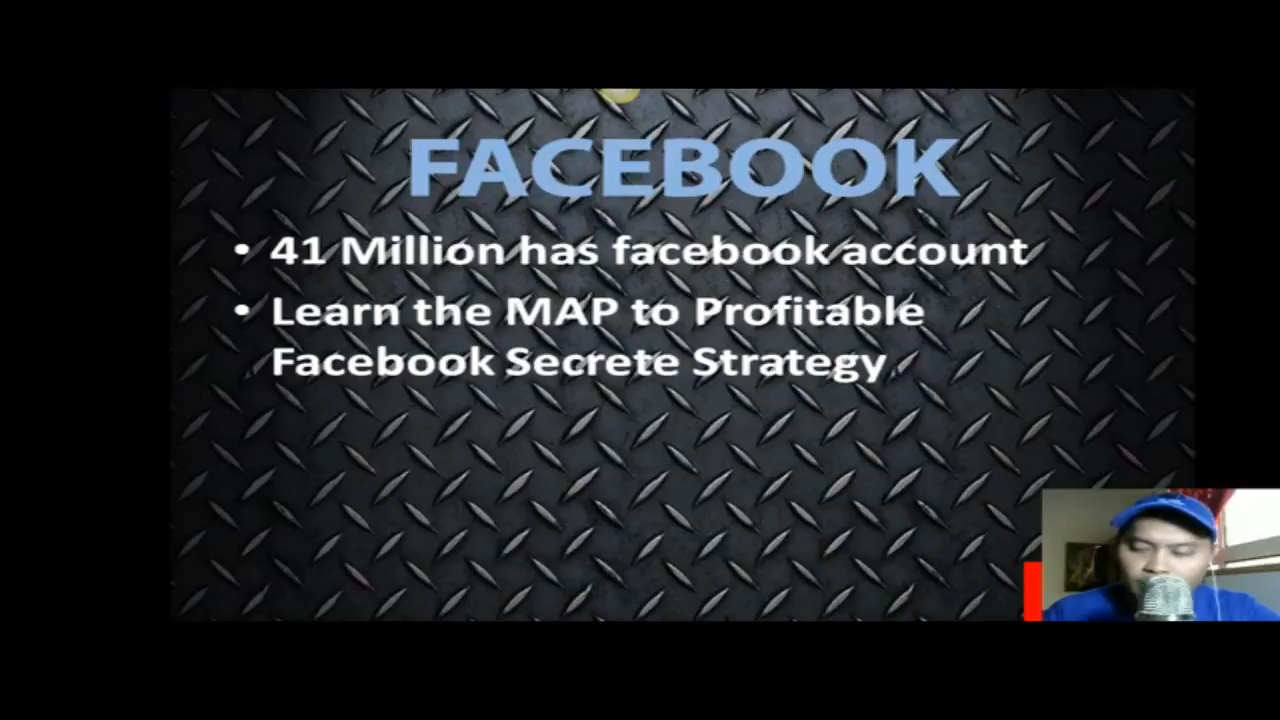 FACEBOOK
• 41 Million has facebook account
• Learn the MAP to Profitable
Facebook Secrete Strategy